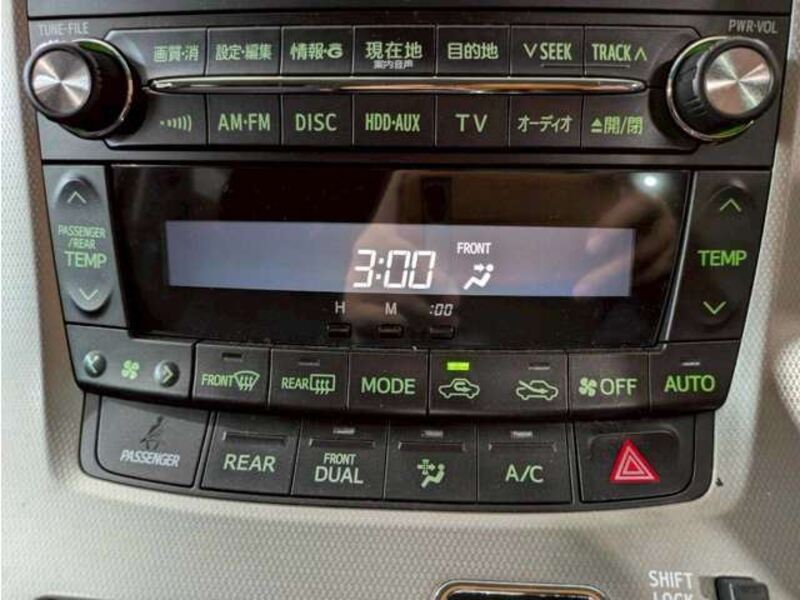 TUNE·FILE
PWR·VOL
画質·消 設定·編集 情報· 現在地 目的地 ∨ SEEK TRACK ∧
案内音声
AM·FM DISC HDD·AUX TV オーディオ ▲開/閉
PASSENGER
/REAR
TEMP
TEMP
FRONT
3:00
H M :00
FRONT REAR MODE OFF AUTO
PASSENGER
REAR
FRONT
DUAL
A/C
SHIFT
LOCK